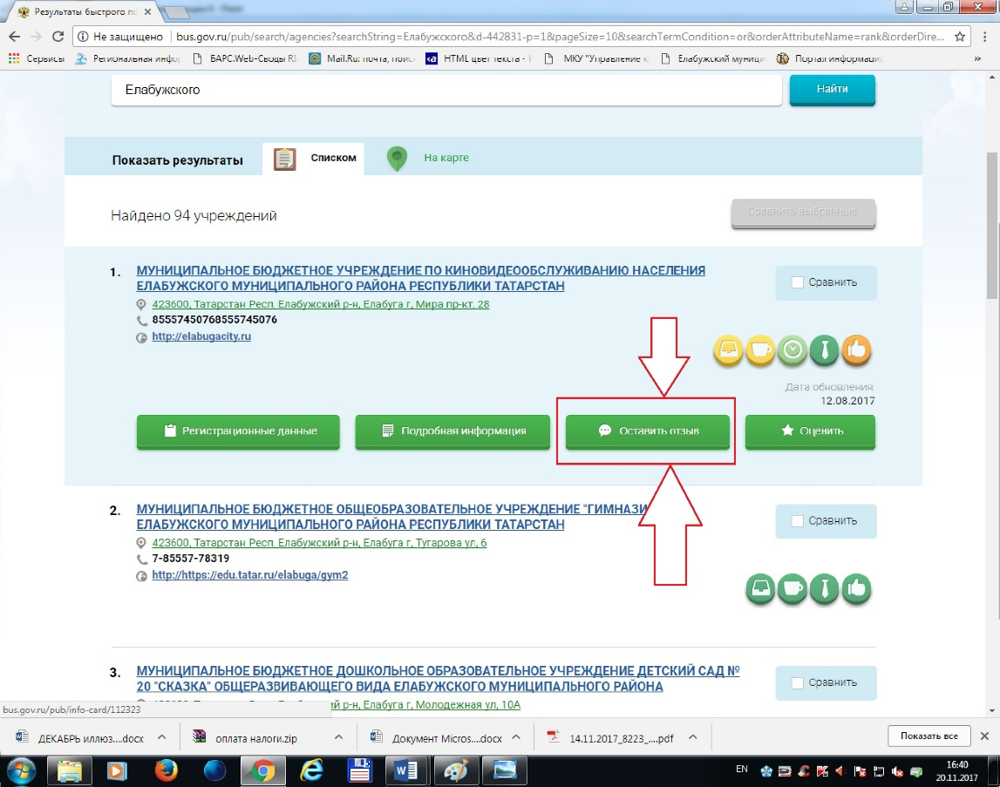 Результаты быстрого по
Не защищено
bus.gov.ru/pub/search/agencies?searchString=Елабужского&d-442831-p=1&pageSize=10&searchTermCondition=or&orderAttributeName=rank&orderDire...
Сервисы
Региональная инфор
БАРС.Web-Своды
Mail.Ru: почта, поис
HTML цвет текста -
МКУ "Управление
Елабужский муници
Портал информацио
»
Елабужского
Найти
Показать результаты
Списком
На карте
Найдено 94 учреждений
Сравнить выбранные
1. МУНИЦИПАЛЬНОЕ БЮДЖЕТНОЕ УЧРЕЖДЕНИЕ ПО КИНОВИДЕООБСЛУЖИВАНИЮ НАСЕЛЕНИЯ
ЕЛАБУЖСКОГО МУНИЦИПАЛЬНОГО РАЙОНА РЕСПУБЛИКИ ТАТАРСТАН
Сравнить
423600, Татарстан Респ, Елабужский р-н, Елабуга г, Мира пр-кт, 28
85557450768555745076
http://elabugacity.ru
Дата обновления:
12.08.2017
Регистрационные данные
Подробная информация
Оставить отзыв
Оценить
2. МУНИЦИПАЛЬНОЕ БЮДЖЕТНОЕ ОБЩЕОБРАЗОВАТЕЛЬНОЕ УЧРЕЖДЕНИЕ "ГИМНАЗИ
ЕЛАБУЖСКОГО МУНИЦИПАЛЬНОГО РАЙОНА РЕСПУБЛИКИ ТАТАРСТАН
Сравнить
423600, Татарстан Респ, Елабужский р-н, Елабуга г, Тугарова ул, 6
7-85557-78319
http://https://edu.tatar.ru/elabuga/gym2
3. МУНИЦИПАЛЬНОЕ БЮДЖЕТНОЕ ДОШКОЛЬНОЕ ОБРАЗОВАТЕЛЬНОЕ УЧРЕЖДЕНИЕ ДЕТСКИЙ САД №
20 "СКАЗКА" ОБЩЕРАЗВИВАЮЩЕГО ВИДА ЕЛАБУЖСКОГО МУНИЦИПАЛЬНОГО РАЙОНА
Сравнить
й р-н, Елабуга г, Молодежная ул, 10А
bus.gov.ru/pub/info-card/112323
ДЕКАБРЬ иллюз....docx
оплата налоги.zip
Документ Micros....docx
14.11.2017_8223_....pdf
Показать все
EN
16:40
20.11.2017